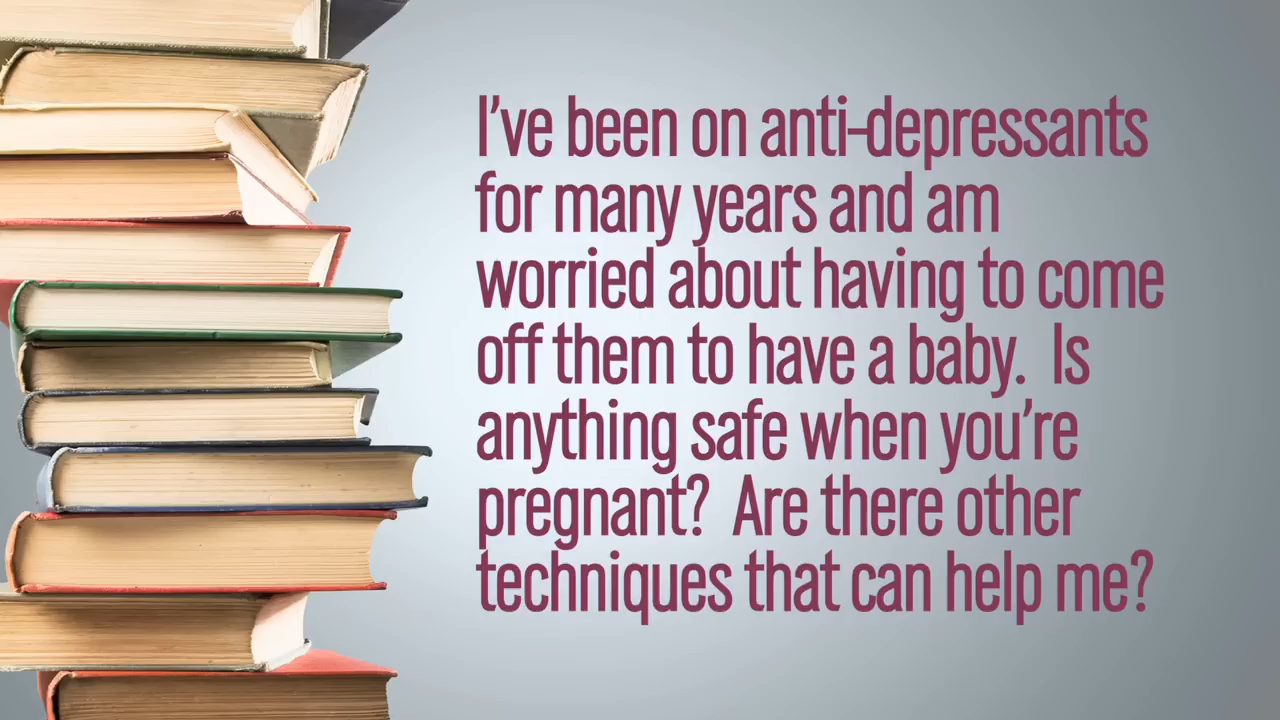 I've been on anti-depressants
for many years and am
worried about having to come
off them to have a baby.  Is
anything safe when you're
pregnant?  Are there other
techniques that can help me?